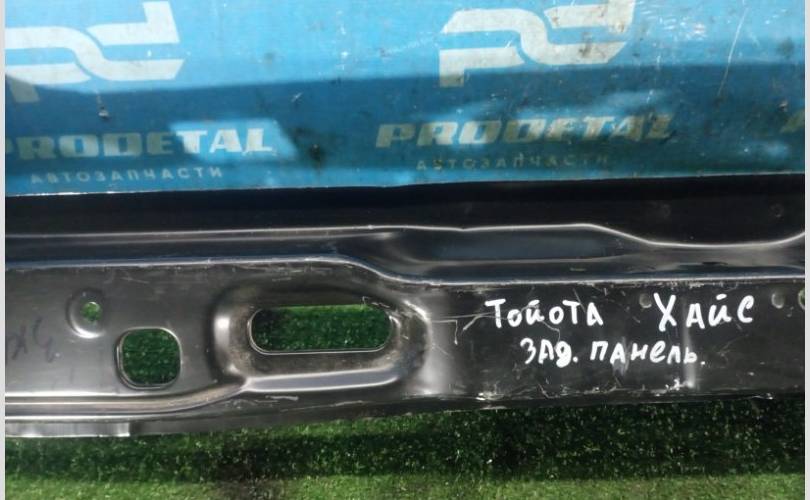 PRODETAL
PRODETAL
АВТОЗАПЧАСТИ
АВТОЗАПЧАСТИ
ТОЙОТА ХАЙС
ЗАД. ПАНЕЛЬ.